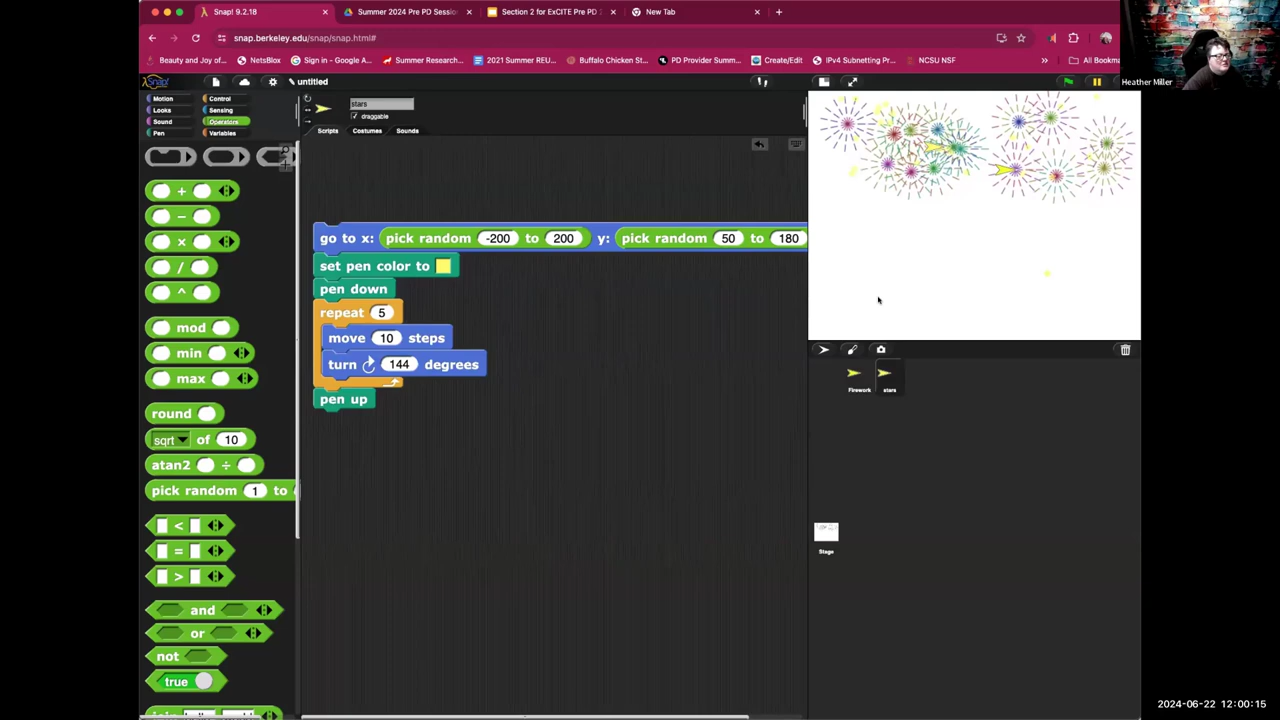 Snap! 9.2.18
Summer 2024 Pre PD Sessi
Section 2 for ExCITE Pre PD 2
New Tab
snap.berkeley.edu/snap/snap.html#
Beauty and Joy of
NetsBlox
Sign in - Google A
Summer Research
2021 Summer REU
Buffalo Chicken St
PD Provider Summ
Create/Edit
IPv4 Subnetting Pr
NCSU NSF
All Bookma
Heather Miller
Snap!
untitled
Motion
Control
Looks
Sensing
Sound
Operators
Pen
Variables
stars
draggable
Scripts
Costumes
Sounds
+
−
×
/
^
mod
min
max
round
sqrt of 10
atan2 ÷
pick random 1 to
<
=
>
and
or
not
true
go to x: pick random -200 to 200 y: pick random 50 to 180
set pen color to
pen down
repeat 5
move 10 steps
turn 144 degrees
pen up
Firework
stars
Stage
2024-06-22 12:00:15